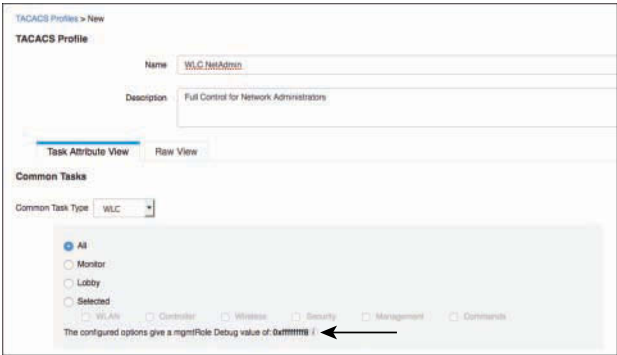 TACACS Profiles > New
TACACS Profile
Name WLC NetAdmin
Description Full Control for Network Administrators
Task Attribute View Raw View
Common Tasks
Common Task Type WLC
All
Monitor
Lobby
Selected
WLAN Controller Wireless Security Management Commands
The configured options give a mgmtRole Debug value of: